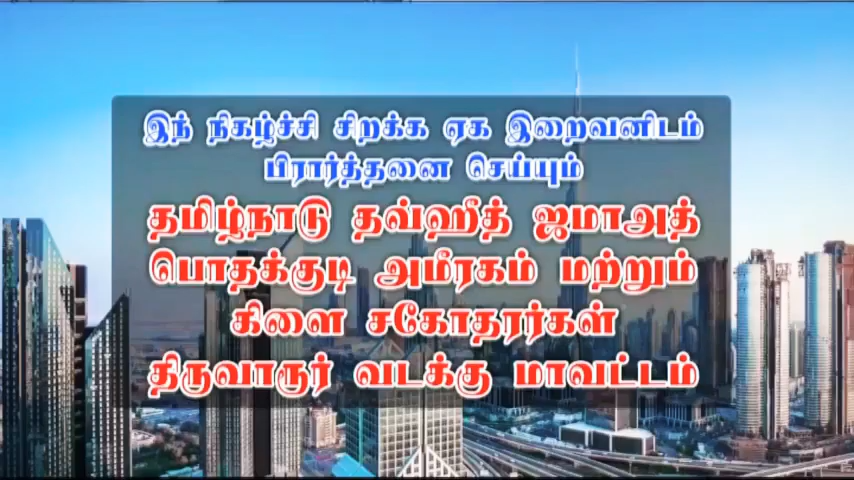 இந் நிகழ்ச்சி சிறக்க ஏக இறைவனிடம்
பிரார்த்தனை செய்யும்
தமிழ்நாடு தவ்ஹீத் ஜமாஅத்
பொதக்குடி அமீரகம் மற்றும்
கிளை சகோதரர்கள்
திருவாரூர் வடக்கு மாவட்டம்